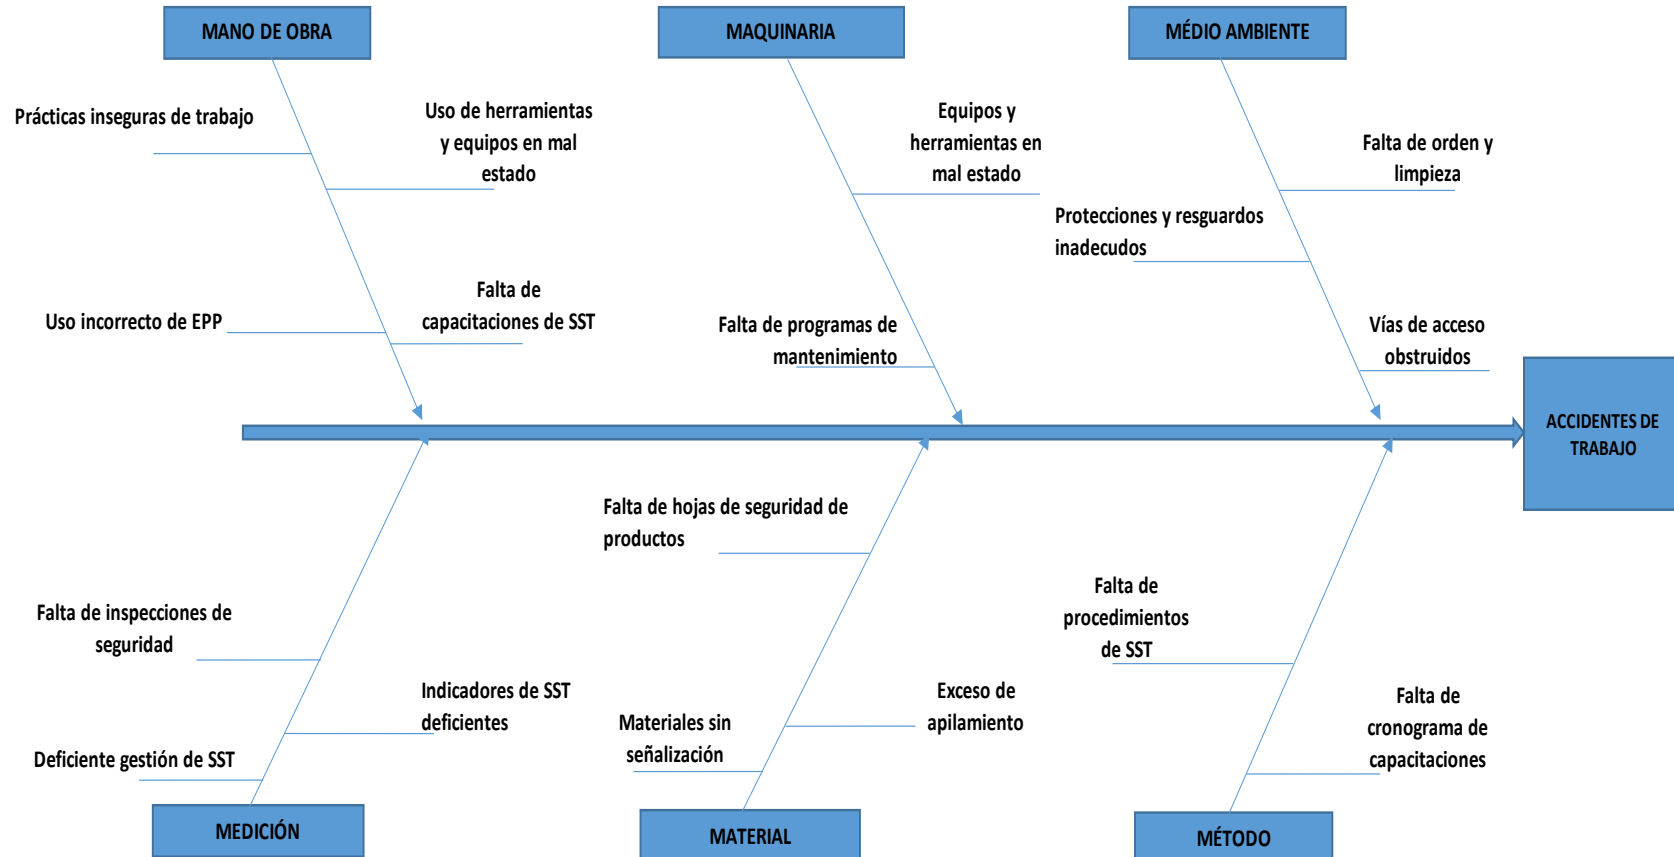 MANO DE OBRA
MAQUINARIA
MÉDIO AMBIENTE
Prácticas inseguras de trabajo
Uso de herramientas
y equipos en mal
estado
Equipos y
herramientas en
mal estado
Falta de orden y
limpieza
Protecciones y resguardos
inadecudos
Uso incorrecto de EPP
Falta de
capacitaciones de SST
Falta de programas de
mantenimiento
Vías de acceso
obstruidos
ACCIDENTES DE
TRABAJO
Falta de hojas de seguridad de
productos
Falta de inspecciones de
seguridad
Falta de
procedimientos
de SST
Indicadores de SST
deficientes
Exceso de
apilamiento
Materiales sin
señalización
Falta de
cronograma de
capacitaciones
Deficiente gestión de SST
MEDICIÓN
MATERIAL
MÉTODO